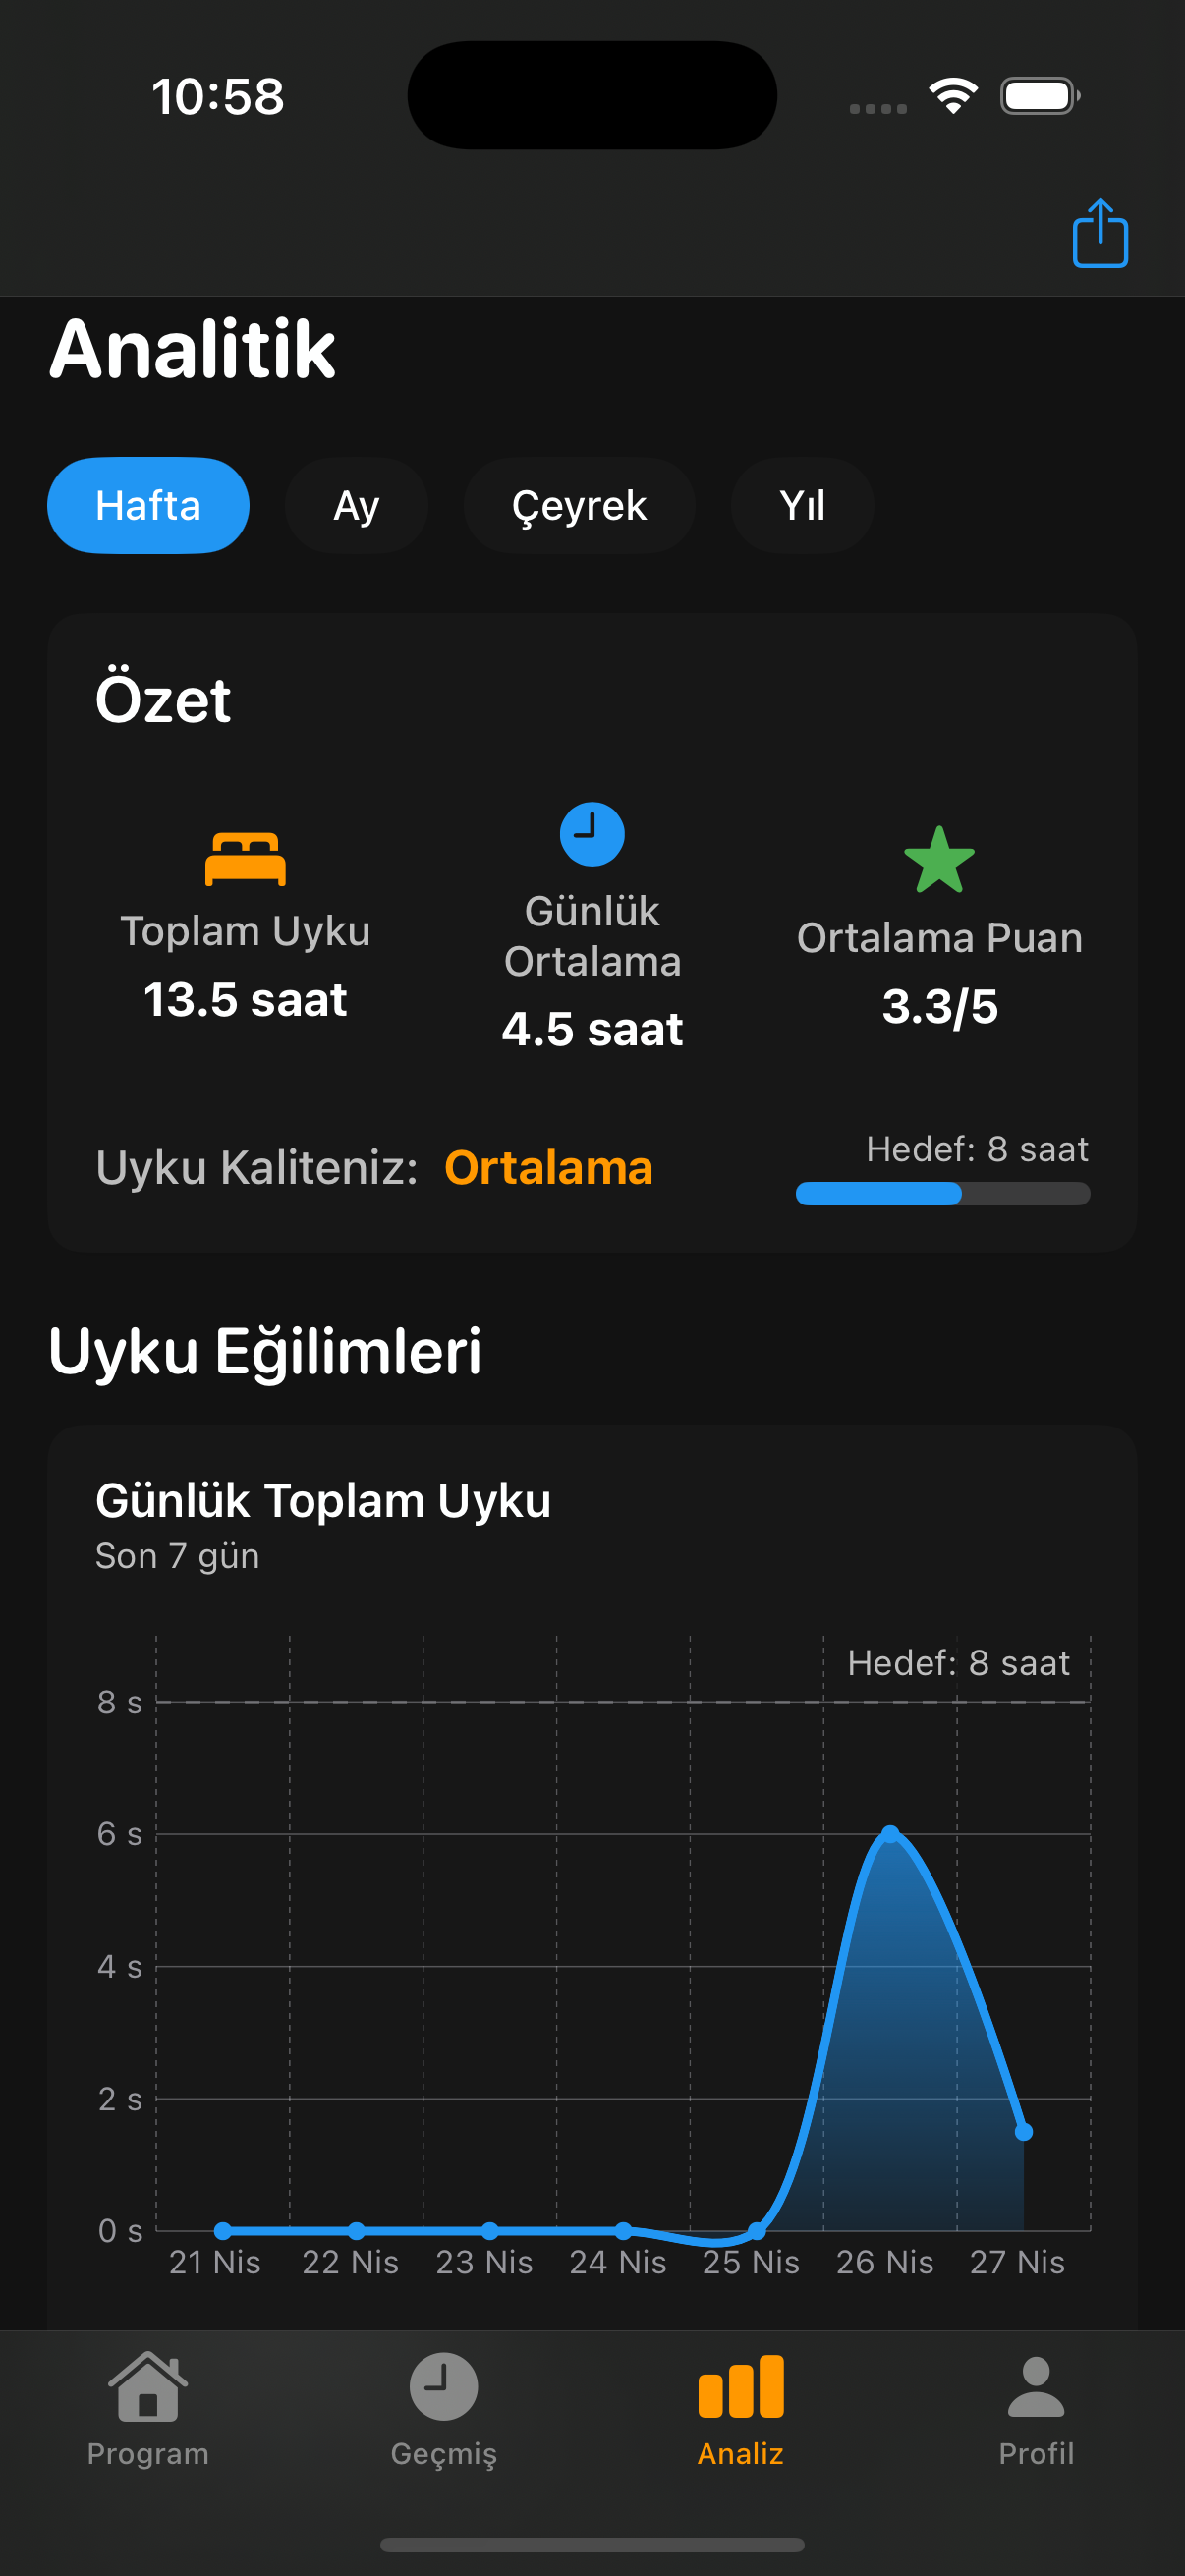 10:58
Analitik
Hafta
Ay
Çeyrek
Yıl
Özet
Toplam Uyku
13.5 saat
Günlük
Ortalama
4.5 saat
Ortalama Puan
3.3/5
Uyku Kaliteniz: Ortalama
Hedef: 8 saat
Uyku Eğilimleri
Günlük Toplam Uyku
Son 7 gün
Hedef: 8 saat
8 s
6 s
4 s
2 s
0 s
21 Nis 22 Nis 23 Nis 24 Nis 25 Nis 26 Nis 27 Nis
Program
Geçmiş
Analiz
Profil